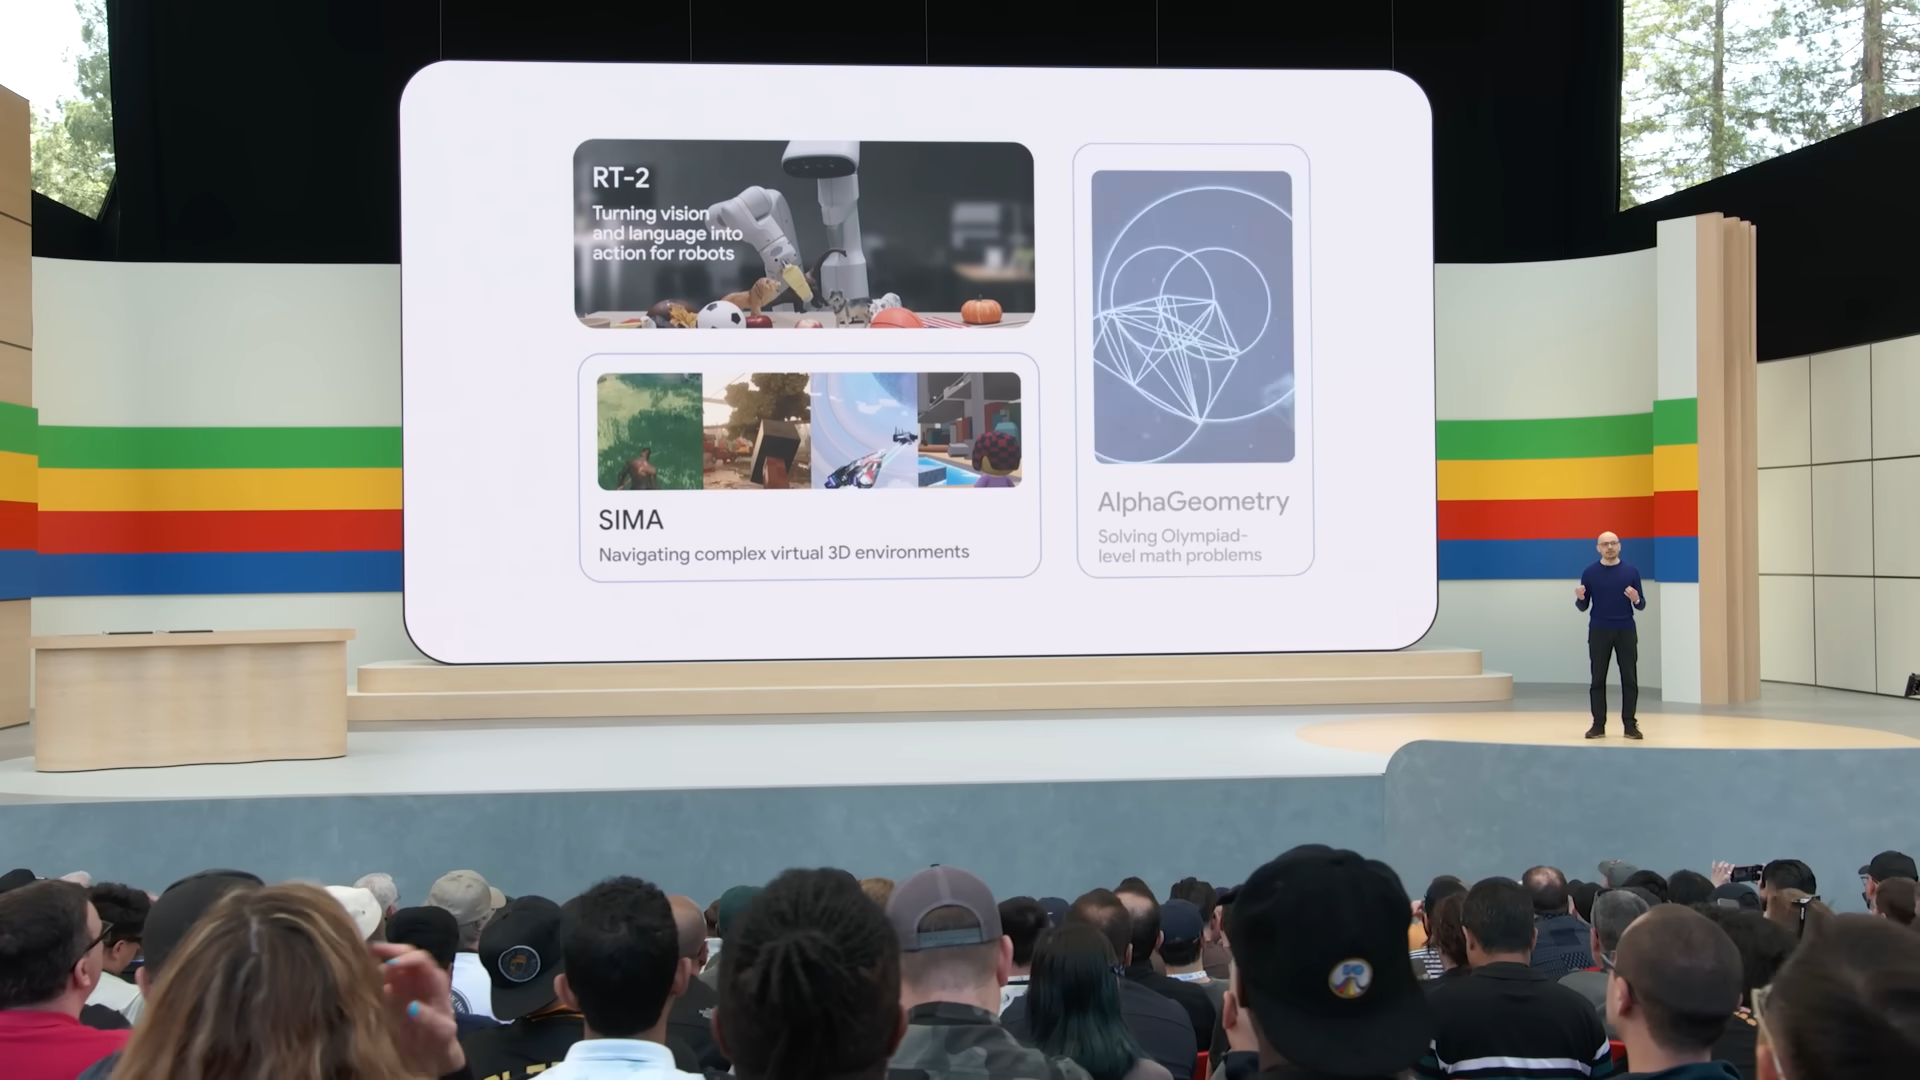 RT-2
Turning vision
and language into
action for robots
SIMA
Navigating complex virtual 3D environments
AlphaGeometry
Solving Olympiad-
level math problems
I/O